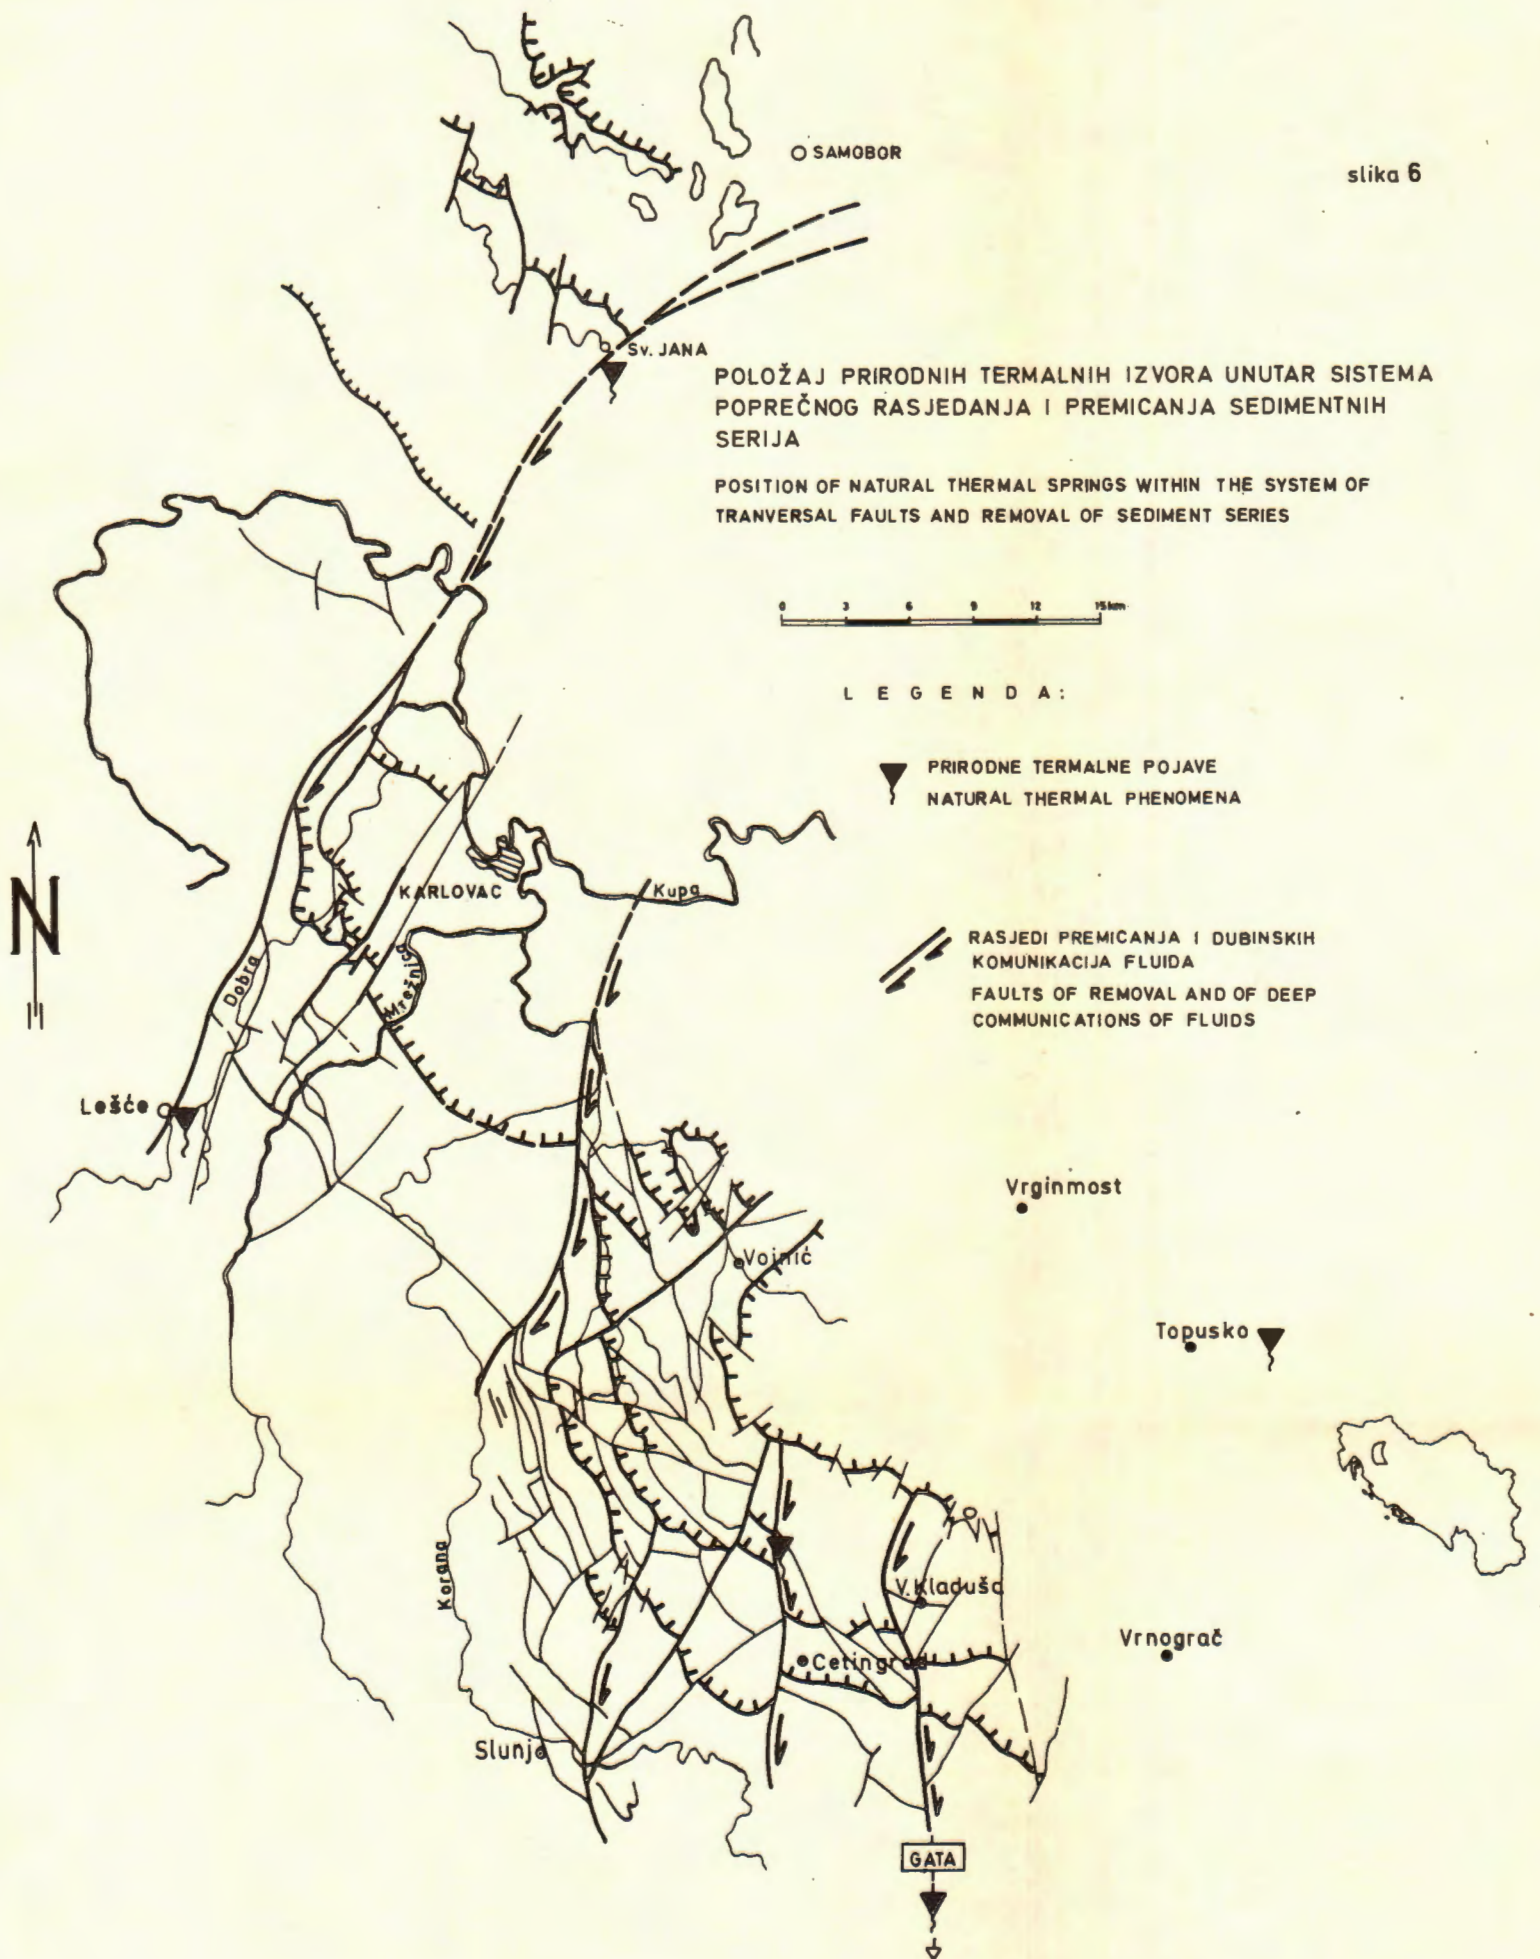 SAMOBOR
slika 6
Sv. JANA
POLOŽAJ PRIRODNIH TERMALNIH IZVORA UNUTAR SISTEMA
POPREČNOG RASJEDANJA I PREMICANJA SEDIMENTNIH
SERIJA
POSITION OF NATURAL THERMAL SPRINGS WITHIN THE SYSTEM OF
TRANVERSAL FAULTS AND REMOVAL OF SEDIMENT SERIES
0 3 6 9 12 15km
LEGENDA:
PRIRODNE TERMALNE POJAVE
NATURAL THERMAL PHENOMENA
N
KARLOVAC
Kupa
RASJEDI PREMICANJA I DUBINSKIH
KOMUNIKACIJA FLUIDA
FAULTS OF REMOVAL AND OF DEEP
COMMUNICATIONS OF FLUIDS
Dobra
Mrežnica
Lešće
Vrginmost
Vojnić
Topusko
Korana
V. Kladuša
Vrnograč
Cetingrad
Slunj
GATA